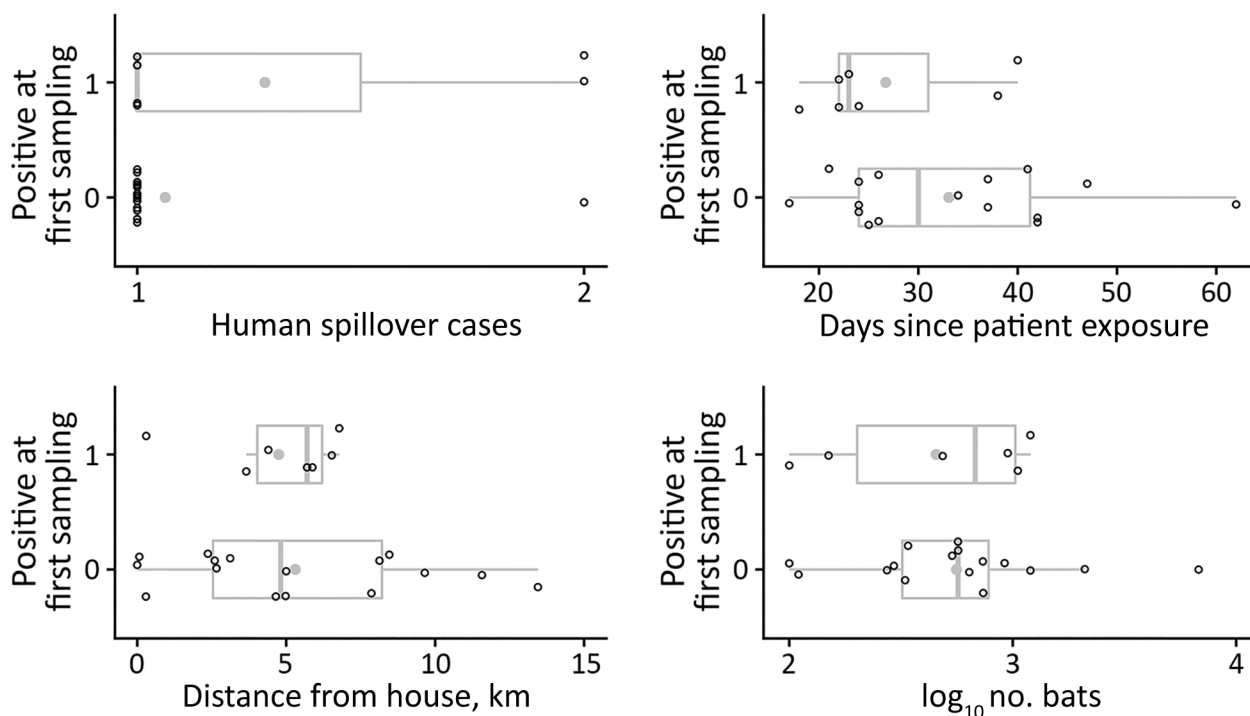 Positive at
first sampling
1
0
1
2
Human spillover cases
Positive at
first sampling
1
0
20
30
40
50
60
Days since patient exposure
Positive at
first sampling
1
0
0
5
10
15
Distance from house, km
Positive at
first sampling
1
0
2
3
4
log₁₀ no. bats